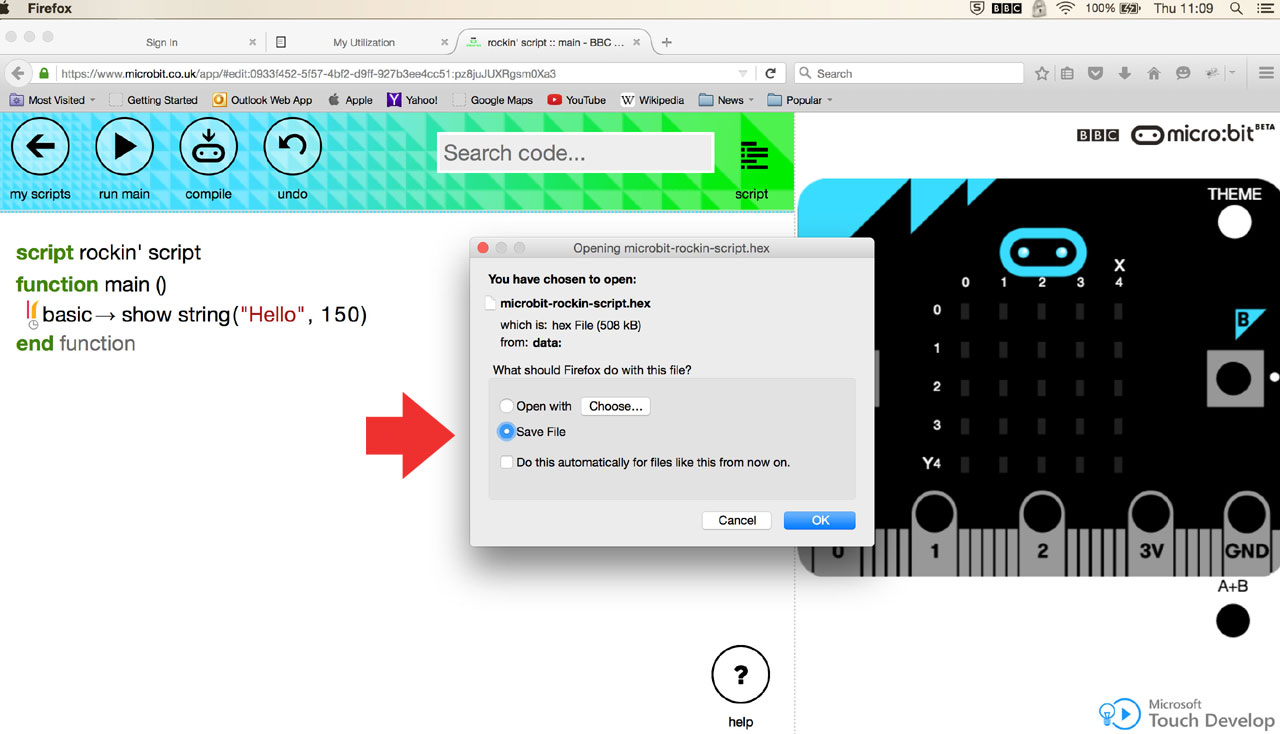 Firefox
BBC
100%
Thu 11:09
Sign In
My Utilization
rockin' script :: main - BBC ...
https://www.microbit.co.uk/app/#edit:0933f452-5f57-4bf2-d9ff-927b3ee4cc51:pz8juJUXRgsm0Xa3
Search
Most Visited
Getting Started
Outlook Web App
Apple
Yahoo!
Google Maps
YouTube
W Wikipedia
News
Popular
my scripts
run main
compile
undo
Search code...
script
BBC micro:bit BETA
script rockin' script
function main ()
basic→ show string("Hello", 150)
end function
Opening microbit-rockin-script.hex
You have chosen to open:
microbit-rockin-script.hex
which is: hex File (508 kB)
from: data:
What should Firefox do with this file?
Open with
Choose...
Save File
Do this automatically for files like this from now on.
Cancel
OK
THEME
X
0 1 2 3 4
0
1
2
3
Y4
B
0 1 2 3V GND
A+B
?
help
Microsoft
Touch Develop